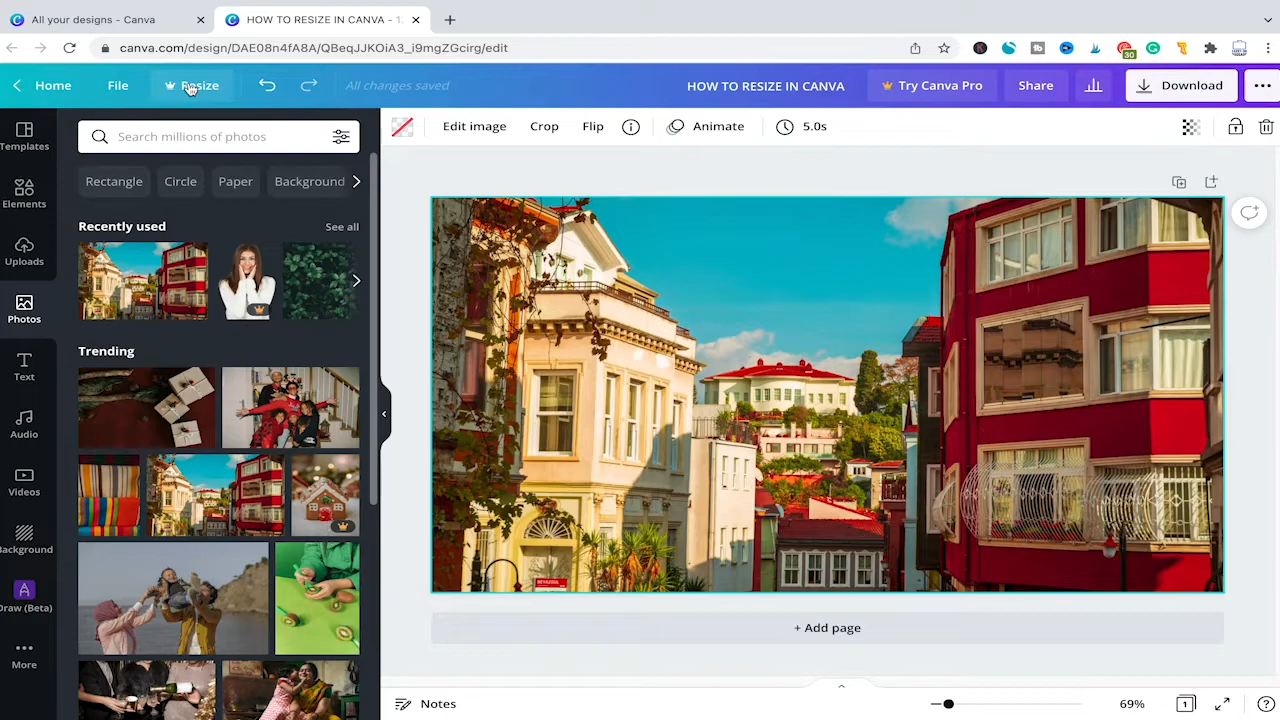 All your designs - Canva
HOW TO RESIZE IN CANVA - 12
canva.com/design/DAE08n4fA8A/QBeqJJKOiA3_i9mgZGcirg/edit
30
Home
File
Resize
All changes saved
HOW TO RESIZE IN CANVA
Try Canva Pro
Share
Download
Templates
Elements
Uploads
Photos
Text
Audio
Videos
Background
Draw (Beta)
More
Search millions of photos
Rectangle
Circle
Paper
Background
Recently used
See all
Trending
Edit image
Crop
Flip
Animate
5.0s
+ Add page
Notes
69%
1